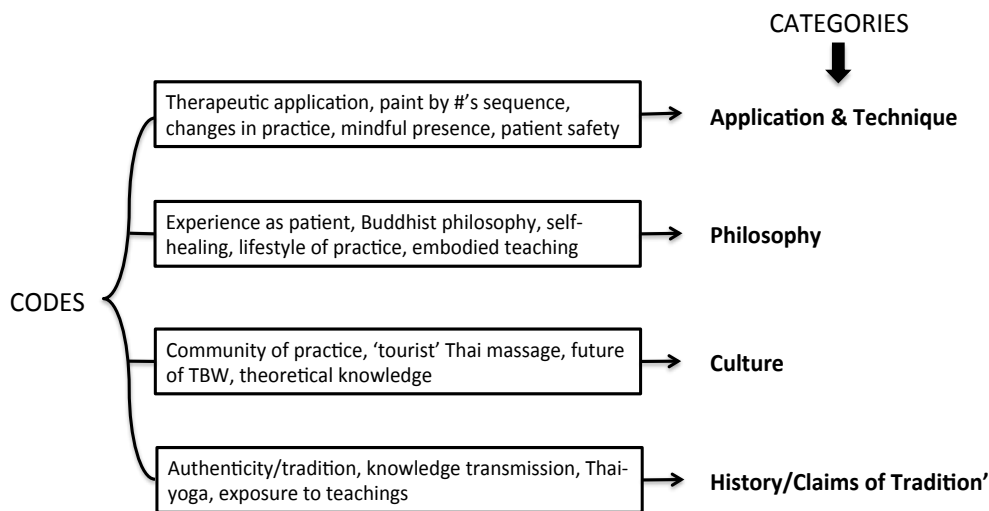 CATEGORIES
Therapeutic application, paint by #'s sequence,
changes in practice, mindful presence, patient safety
Application & Technique
Experience as patient, Buddhist philosophy, self-
healing, lifestyle of practice, embodied teaching
Philosophy
CODES
Community of practice, ‘tourist’ Thai massage, future
of TBW, theoretical knowledge
Culture
Authenticity/tradition, knowledge transmission, Thai-
yoga, exposure to teachings
History/Claims of Tradition’